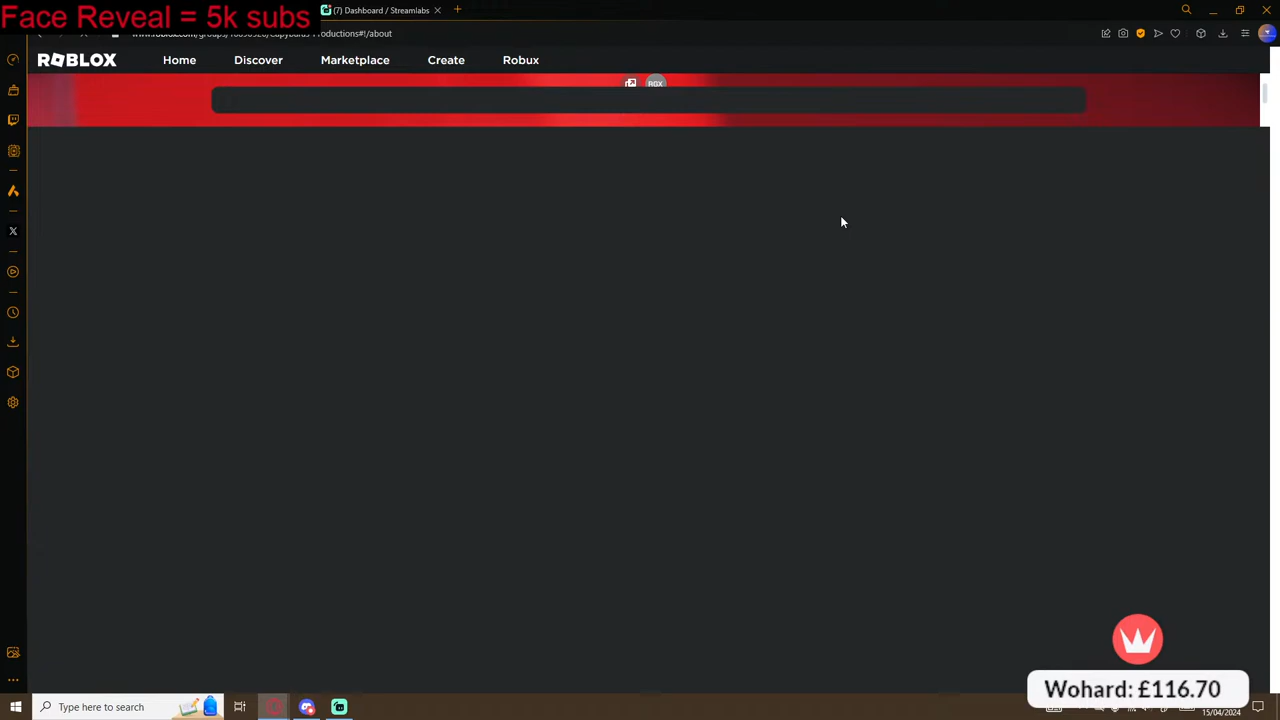 Face Reveal = 5k subs
(7) Dashboard / Streamlabs
ROBLOX
Home
Discover
Marketplace
Create
Robux
Type here to search
Wohard: £116.70
15/04/2024